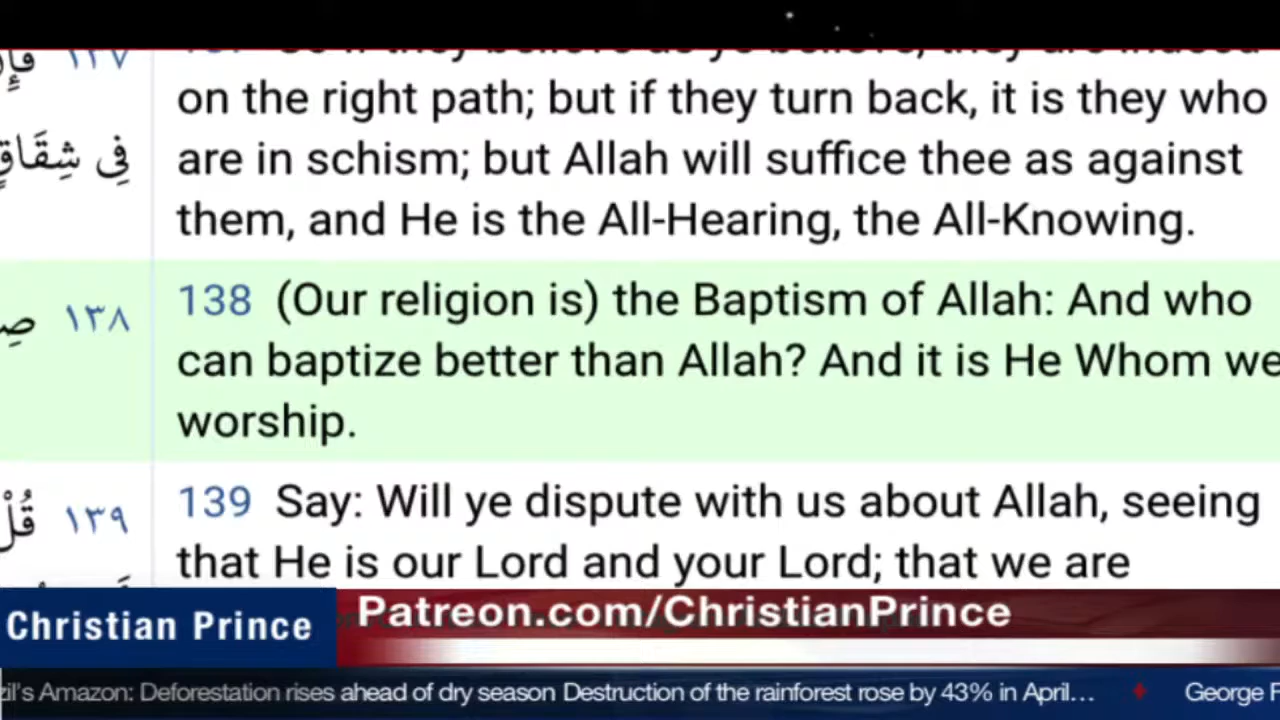 on the right path; but if they turn back, it is they who
are in schism; but Allah will suffice thee as against
them, and He is the All-Hearing, the All-Knowing.
١٣٧
فِي شِقَاقٍ
138 (Our religion is) the Baptism of Allah: And who
can baptize better than Allah? And it is He Whom we
worship.
١٣٨
139 Say: Will ye dispute with us about Allah, seeing
that He is our Lord and your Lord; that we are
١٣٩
قُلْ
Christian Prince
Patreon.com/ChristianPrince
Amazon: Deforestation rises ahead of dry season Destruction of the rainforest rose by 43% in April... ♦ George